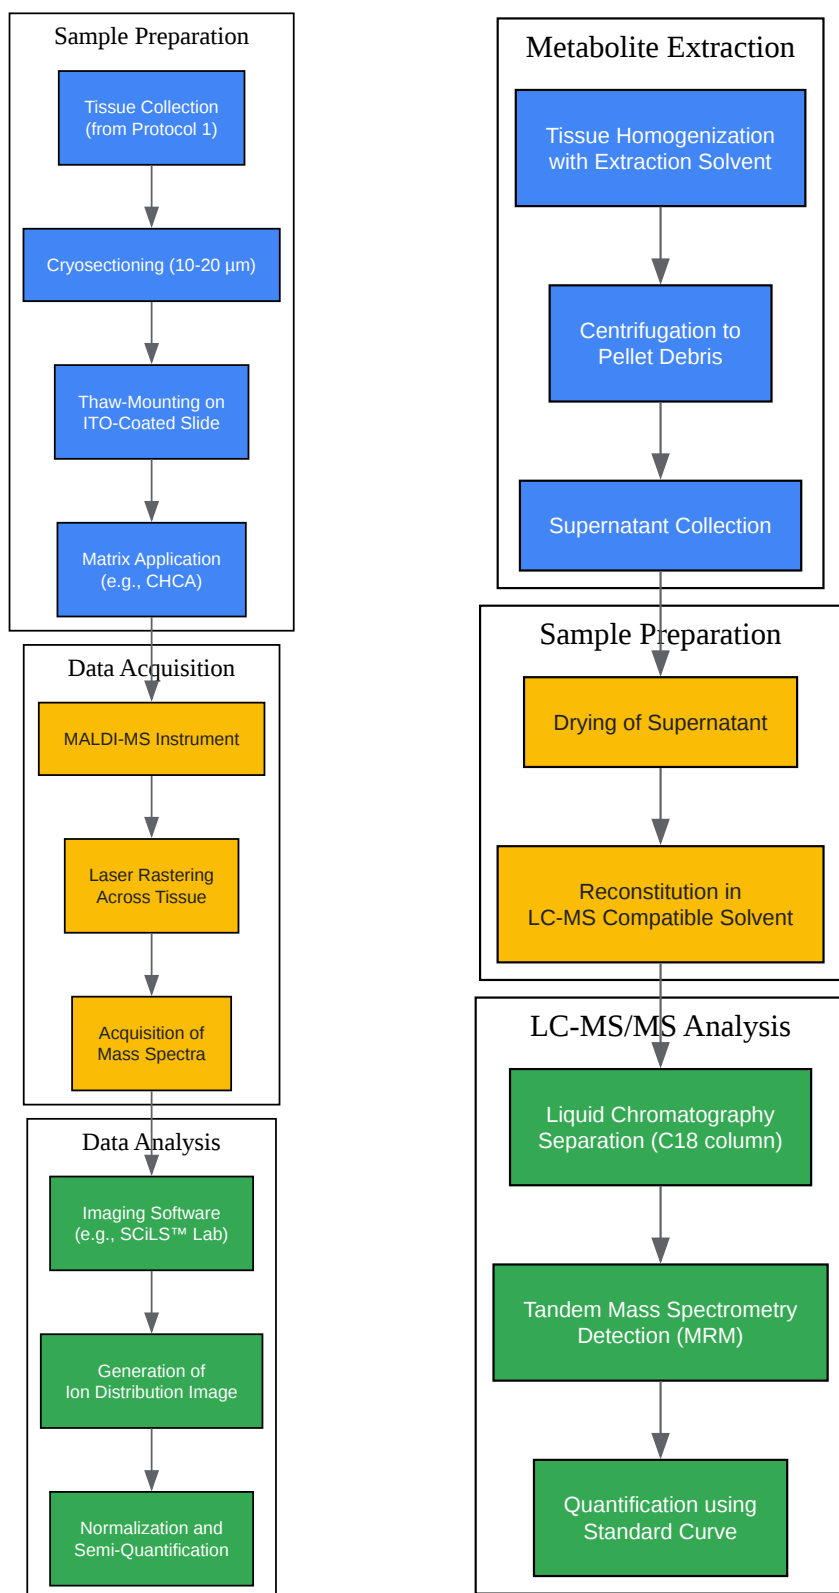 Sample Preparation
Tissue Collection
(from Protocol 1)
Cryosectioning (10-20 µm)
Thaw-Mounting on
ITO-Coated Slide
Matrix Application
(e.g., CHCA)
Data Acquisition
MALDI-MS Instrument
Laser Rastering
Across Tissue
Acquisition of
Mass Spectra
Data Analysis
Imaging Software
(e.g., SCiLS™ Lab)
Generation of
Ion Distribution Image
Normalization and
Semi-Quantification
Metabolite Extraction
Tissue Homogenization
with Extraction Solvent
Centrifugation to
Pellet Debris
Supernatant Collection
Sample Preparation
Drying of Supernatant
Reconstitution in
LC-MS Compatible Solvent
LC-MS/MS Analysis
Liquid Chromatography
Separation (C18 column)
Tandem Mass Spectrometry
Detection (MRM)
Quantification using
Standard Curve